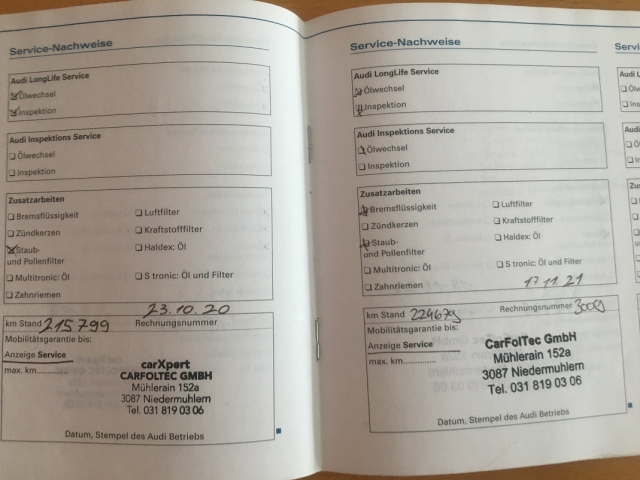 Service-Nachweise
Audi LongLife Service
Ölwechsel
Inspektion
Audi Inspektions Service
Ölwechsel
Inspektion
Zusatzarbeiten
Bremsflüssigkeit
Luftfilter
Zündkerzen
Kraftstofffilter
Staub-
und Pollenfilter
Haldex: Öl
Multitronic: Öl
S tronic: Öl und Filter
Zahnriemen
23.10.20
km Stand 215799 Rechnungsnummer
Mobilitätsgarantie bis:
Anzeige Service
max. km............
carXpert
CARFOLTEC GMBH
Mühlerain 152a
3087 Niedermuhlern
Tel. 031 819 03 06
Datum, Stempel des Audi Betriebs
Service-Nachweise
Audi LongLife Service
Ölwechsel
Inspektion
Audi Inspektions Service
Ölwechsel
Inspektion
Zusatzarbeiten
Bremsflüssigkeit
Luftfilter
Zündkerzen
Kraftstofffilter
Staub-
und Pollenfilter
Haldex: Öl
Multitronic: Öl
S tronic: Öl und Filter
Zahnriemen
17.11.21
km Stand Rechnungsnummer
Mobilitätsgarantie bis:
Anzeige Service
max. km............
CarFolTec GmbH
Mühlerain 152a
3087 Niedermuhlern
Tel. 031 819 03 06
Datum, Stempel des Audi Betriebs